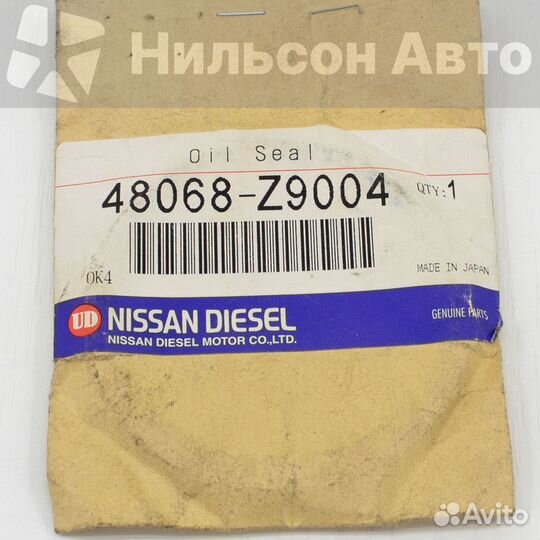 Нильсон Авто
Oil Seal
48068-Z9004 QTY:1
OK4
MADE IN JAPAN
UD NISSAN DIESEL GENUINE PARTS
NISSAN DIESEL MOTOR CO.,LTD.
Avito